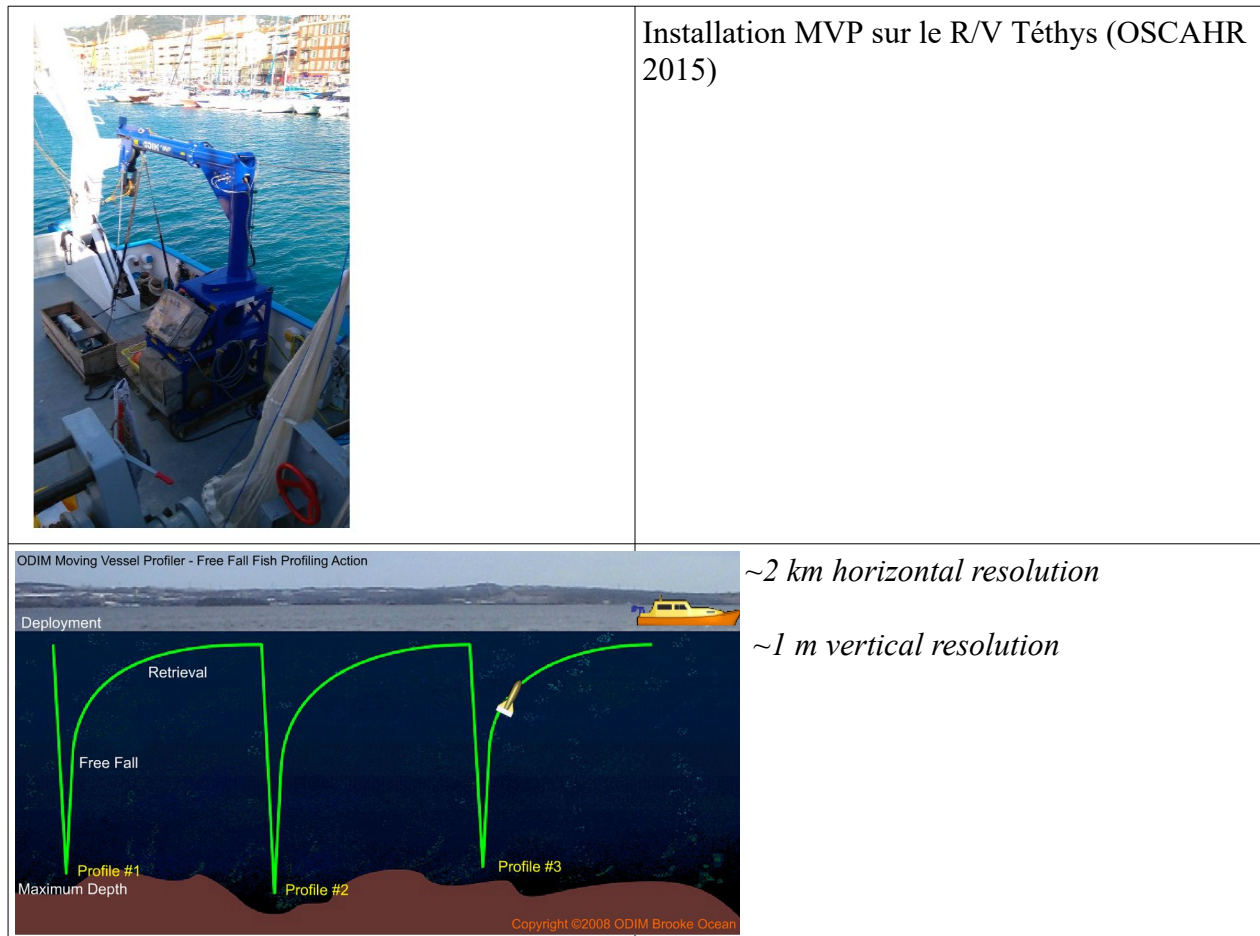 Installation MVP sur le R/V Téthys (OSCAHR
2015)
ODIM MVP
ODIM Moving Vessel Profiler - Free Fall Fish Profiling Action
Deployment
Retrieval
Free Fall
Profile #1
Maximum Depth
Profile #2
Profile #3
Copyright ©2008 ODIM Brooke Ocean
~2 km horizontal resolution
~1 m vertical resolution